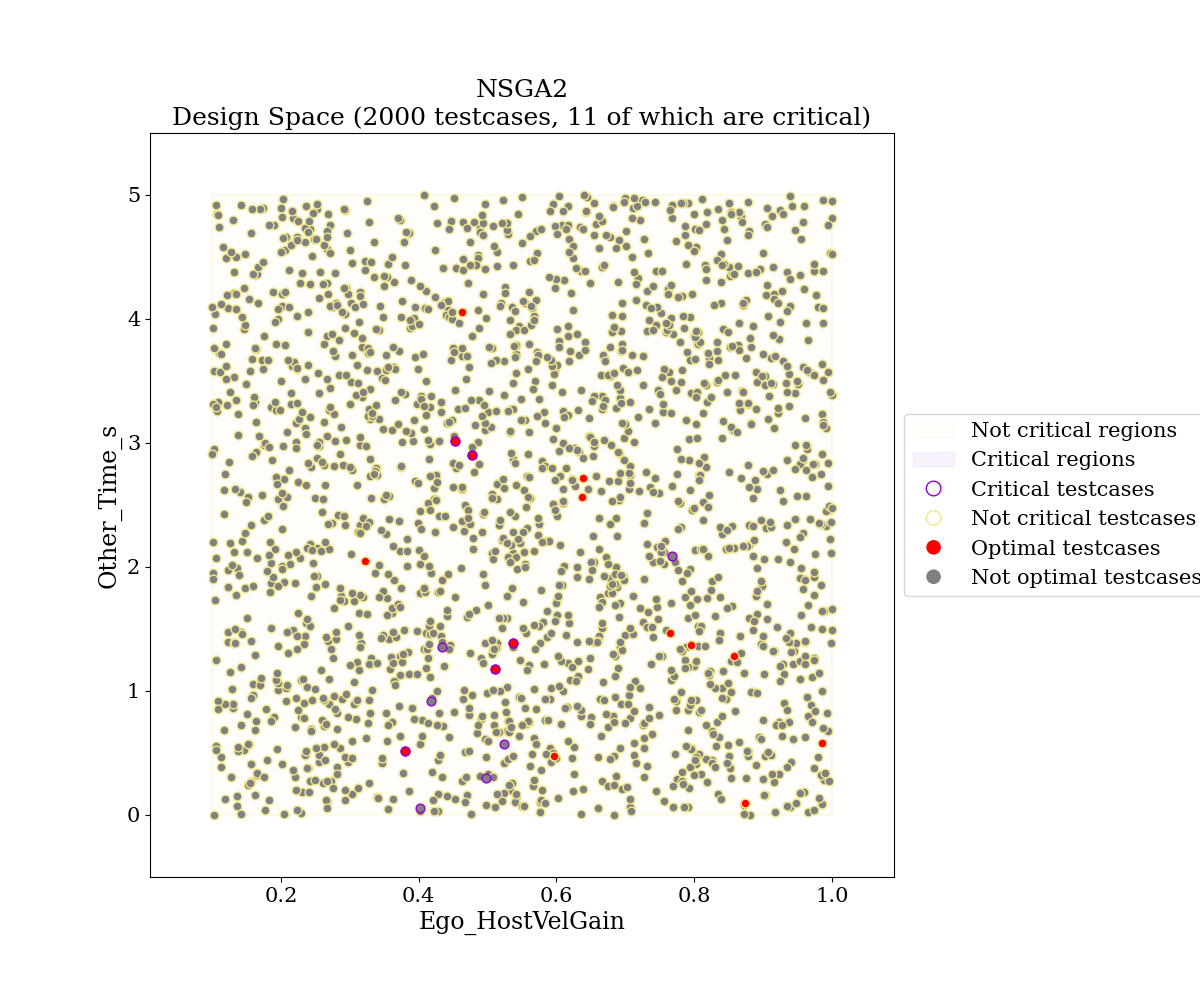 NSGA2
Design Space (2000 testcases, 11 of which are critical)
5
4
3
2
1
0
Other_Time_s
0.2
0.4
0.6
0.8
1.0
Ego_HostVelGain
Not critical regions
Critical regions
Critical testcases
Not critical testcases
Optimal testcases
Not optimal testcases